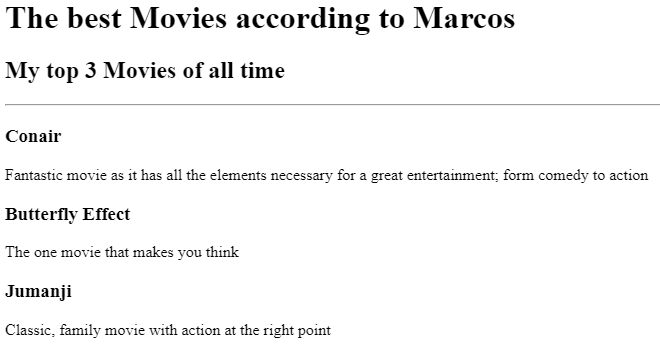 The best Movies according to Marcos
My top 3 Movies of all time
Conair
Fantastic movie as it has all the elements necessary for a great entertainment; form comedy to action
Butterfly Effect
The one movie that makes you think
Jumanji
Classic, family movie with action at the right point